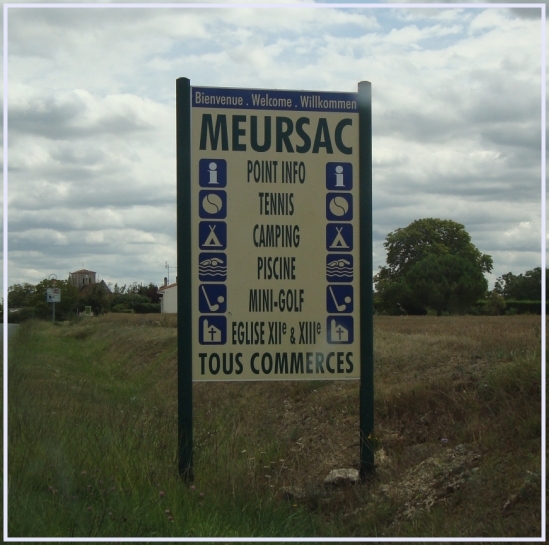 Bienvenue . Welcome . Willkommen
MEURSAC
POINT INFO
TENNIS
CAMPING
PISCINE
MINI-GOLF
EGLISE XIIe & XIIIe
TOUS COMMERCES